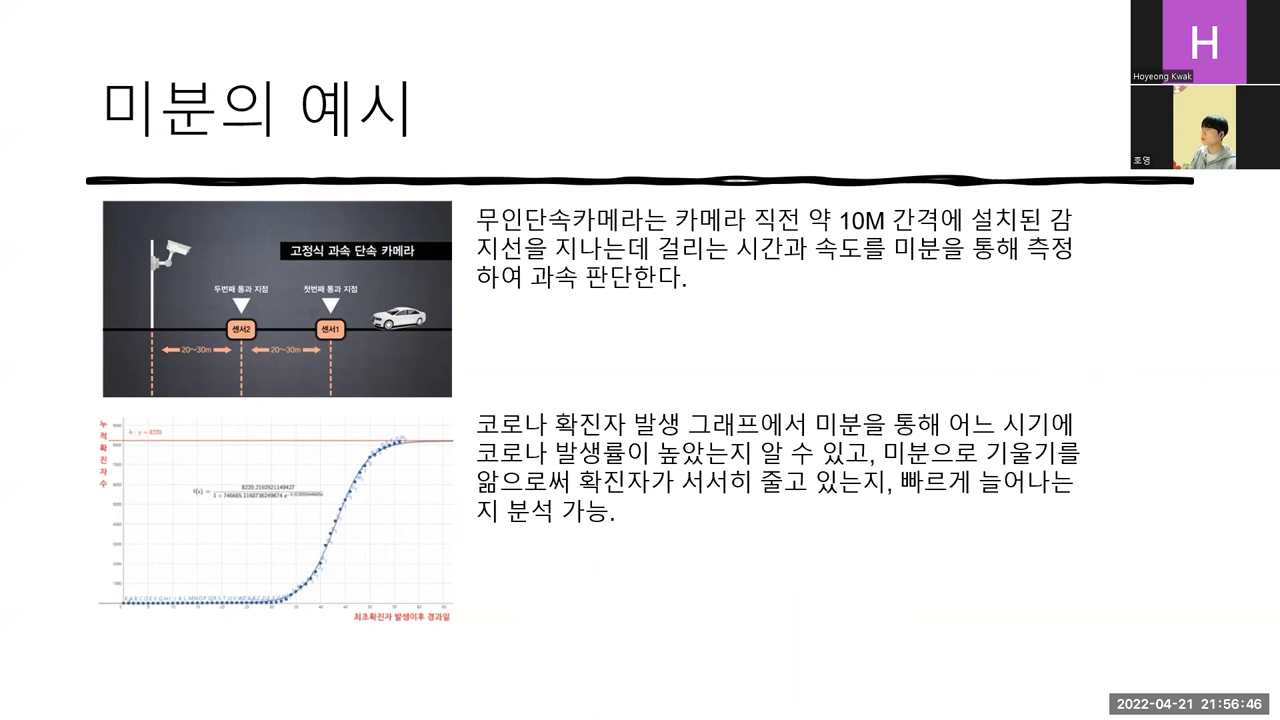 H
Hoyeong Kwak
호영
미분의 예시
고정식 과속 단속 카메라
두번째 통과 지점
첫번째 통과 지점
센서2
센서1
20~30m
20~30m
무인단속카메라는 카메라 직전 약 10M 간격에 설치된 감
지선을 지나는데 걸리는 시간과 속도를 미분을 통해 측정
하여 과속 판단한다.
누적확진자수
h : y = 8220
최초확진자 발생이후 경과일
코로나 확진자 발생 그래프에서 미분을 통해 어느 시기에
코로나 발생률이 높았는지 알 수 있고, 미분으로 기울기를
앎으로써 확진자가 서서히 줄고 있는지, 빠르게 늘어나는
지 분석 가능.
2022-04-21 21:56:46